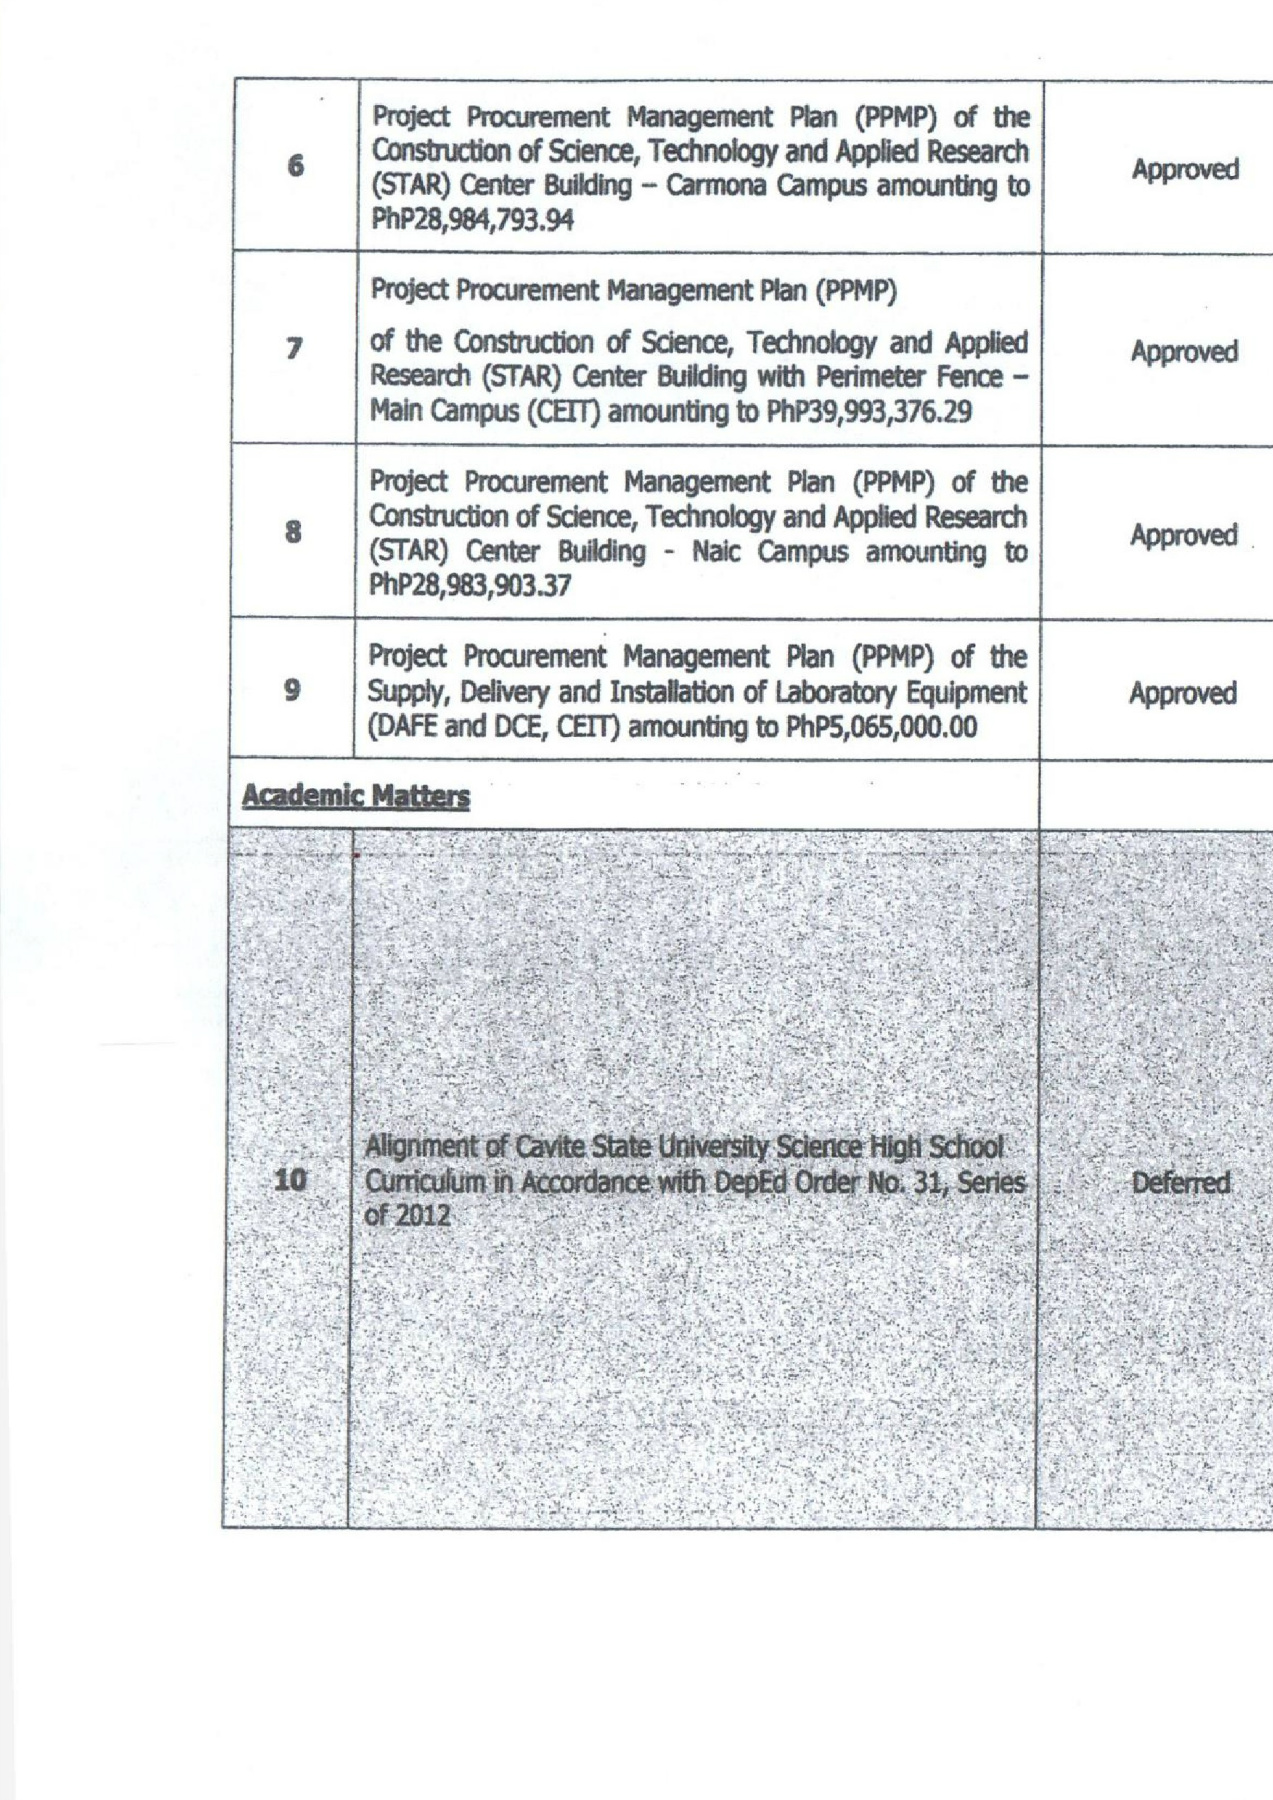 6
Project Procurement Management Plan (PPMP) of the
Construction of Science, Technology and Applied Research
(STAR) Center Building – Carmona Campus amounting to
PhP28,984,793.94
Approved
7
Project Procurement Management Plan (PPMP)
of the Construction of Science, Technology and Applied
Research (STAR) Center Building with Perimeter Fence –
Main Campus (CEIT) amounting to PhP39,993,376.29
Approved
8
Project Procurement Management Plan (PPMP) of the
Construction of Science, Technology and Applied Research
(STAR) Center Building - Naic Campus amounting to
PhP28,983,903.37
Approved
9
Project Procurement Management Plan (PPMP) of the
Supply, Delivery and Installation of Laboratory Equipment
(DAFE and DCE, CEIT) amounting to PhP5,065,000.00
Approved
Academic Matters
10
Alignment of Cavite State University Science High School
Curriculum in Accordance with DepEd Order No. 31, Series
of 2012
Deferred